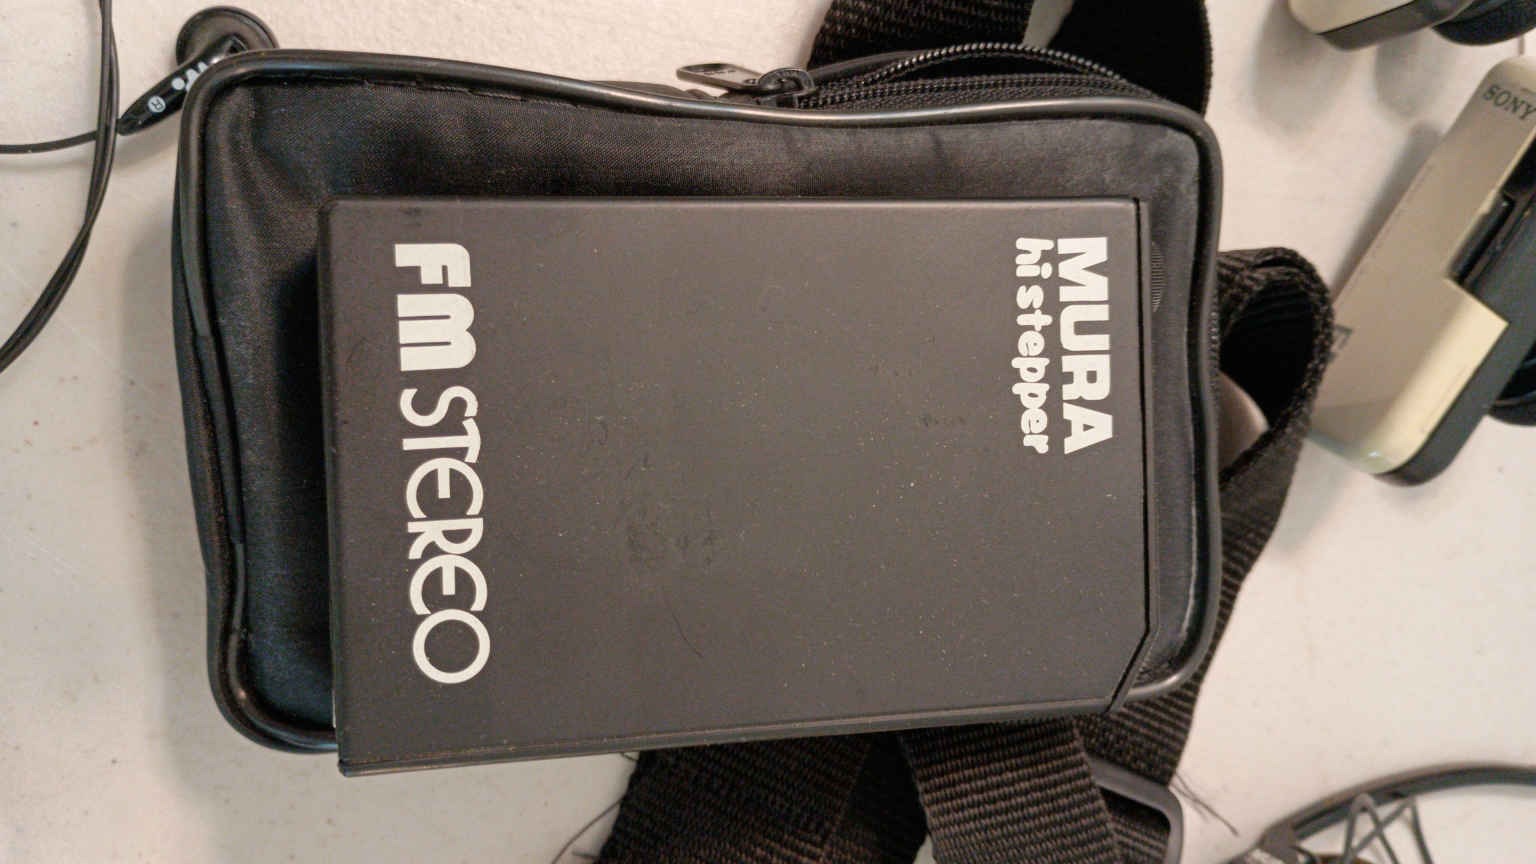 MURA
hi stepper
FM STEREO
SONY
R